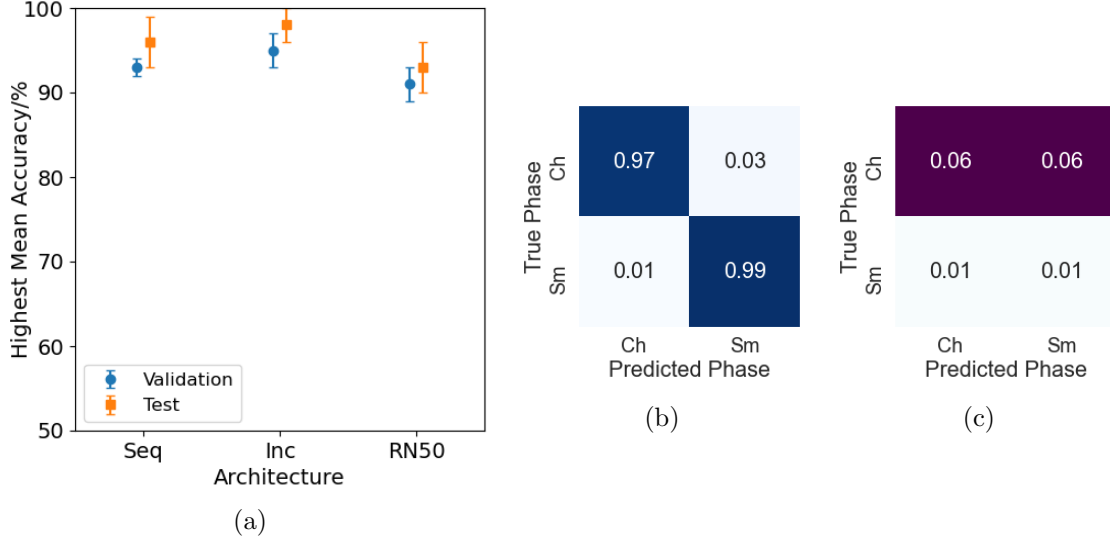 Highest Mean Accuracy/%
100
90
80
70
60
50
Validation
Test
Seq Inc RN50
Architecture
(a)
True Phase
Ch
Sm
0.97 0.03
0.01 0.99
Ch Sm
Predicted Phase
(b)
True Phase
Ch
Sm
0.06 0.06
0.01 0.01
Ch Sm
Predicted Phase
(c)